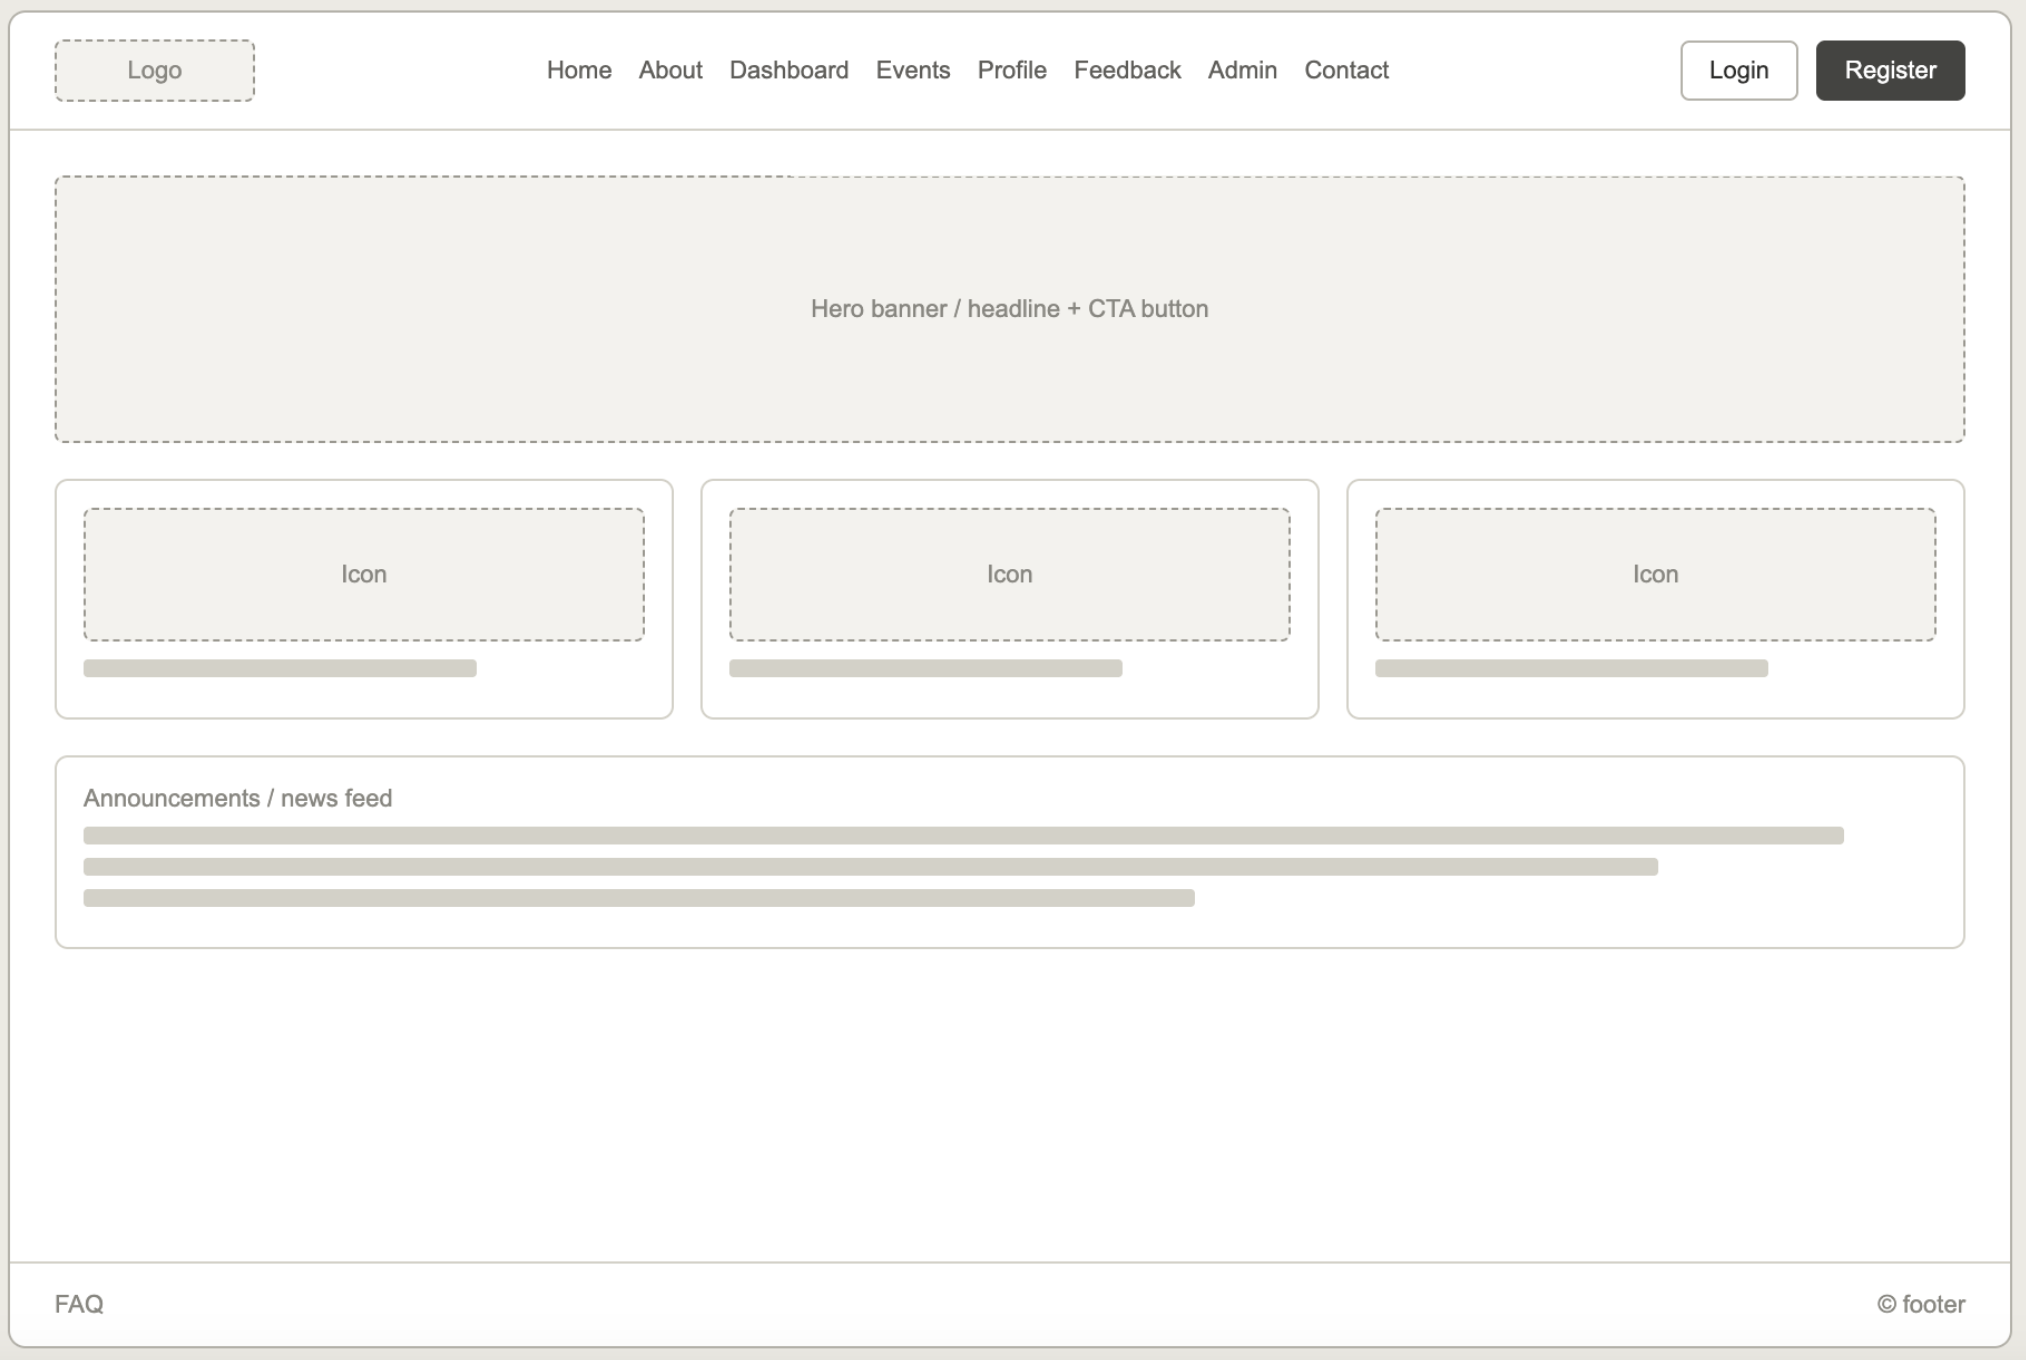 Logo
Home About Dashboard Events Profile Feedback Admin Contact
Login
Register
Hero banner / headline + CTA button
Icon
Icon
Icon
Announcements / news feed
FAQ
© footer